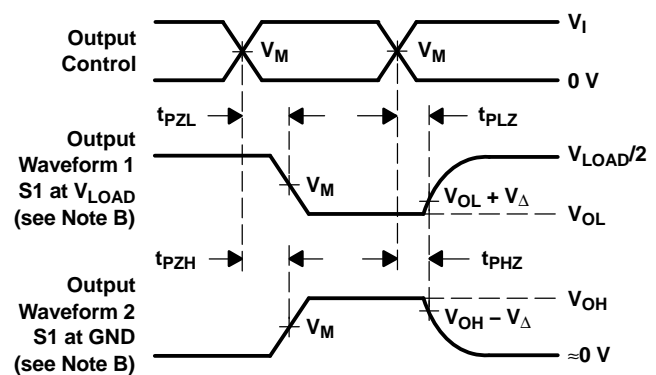 Output
Control
V_M
V_M
V_I
0 V
t_PZL
t_PLZ
Output
Waveform 1
S1 at V_LOAD
(see Note B)
V_M
V_LOAD/2
V_OL + V_Δ
V_OL
t_PZH
t_PHZ
Output
Waveform 2
S1 at GND
(see Note B)
V_M
V_OH
V_OH − V_Δ
≈0 V